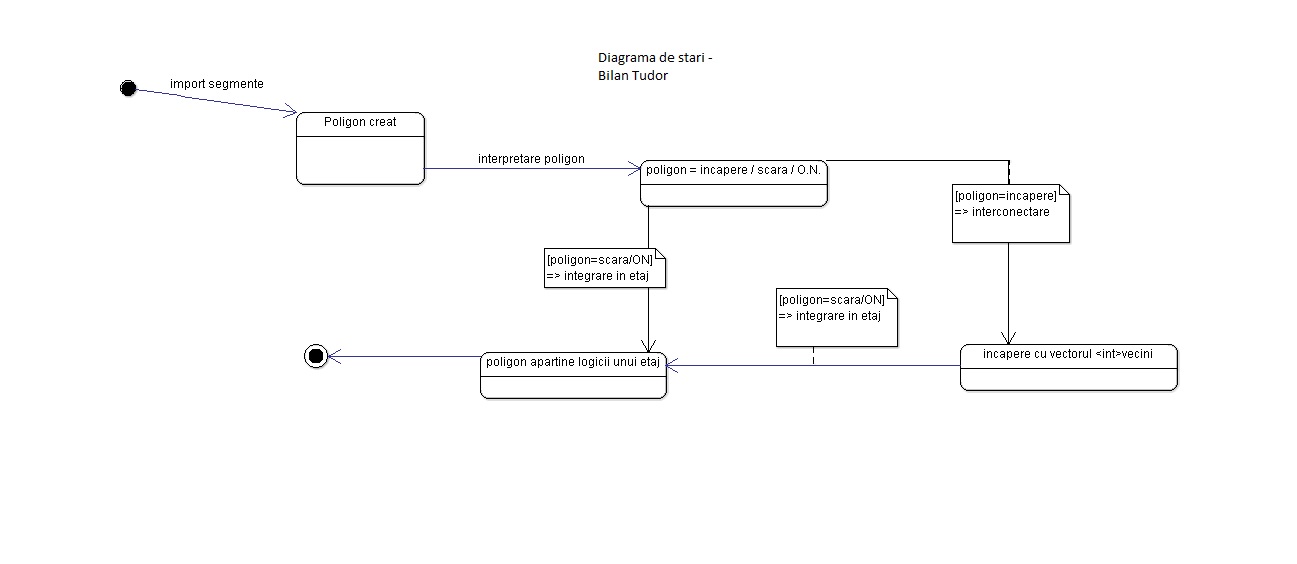 Diagrama de stari -
Bilan Tudor
import segmente
Poligon creat
interpretare poligon
poligon = incapere / scara / O.N.
[poligon=incapere]
=> interconectare
[poligon=scara/ON]
=> integrare in etaj
[poligon=scara/ON]
=> integrare in etaj
poligon apartine logicii unui etaj
incapere cu vectorul <int>vecini